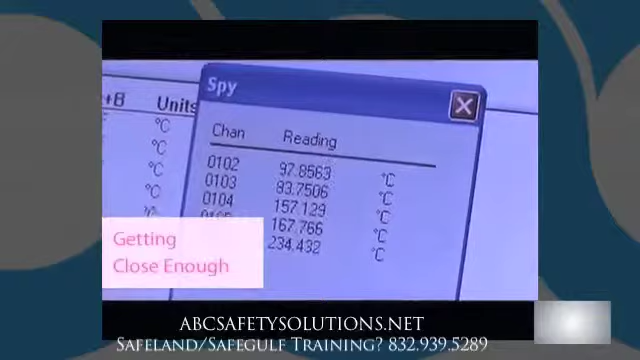 Spy
+B Units
Chan Reading
°C
0102 97.8563 °C
°C
0103 83.7506 °C
°C
0104 157.129 °C
°C
167.766 °C
°C
234.432 °C
Getting
Close Enough
ABCSAFETYSOLUTIONS.NET
SAFELAND/SAFEGULF TRAINING? 832.939.5289